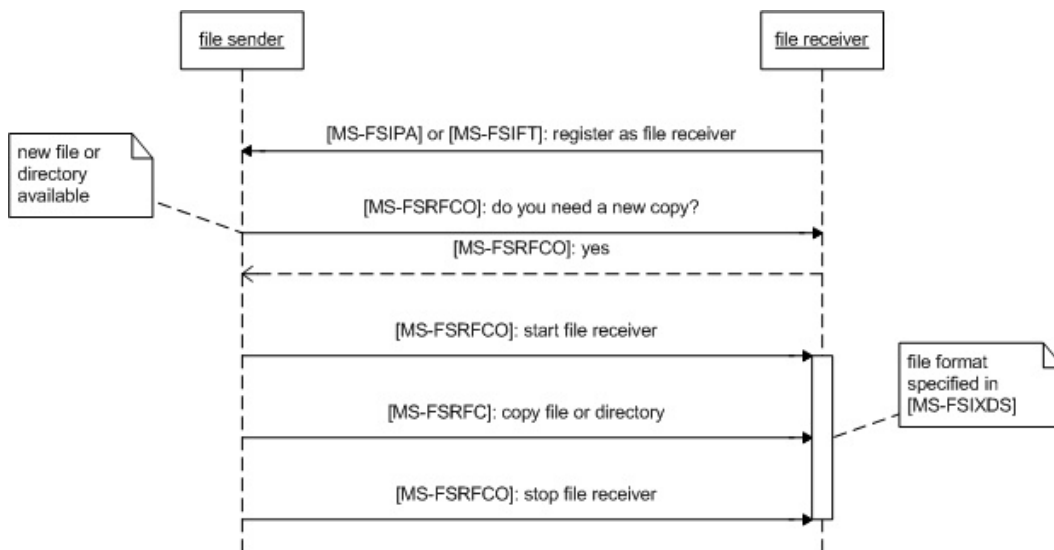 file sender
file receiver
[MS-FSIPA] or [MS-FSIFT]: register as file receiver
new file or
directory
available
[MS-FSRFCO]: do you need a new copy?
[MS-FSRFCO]: yes
[MS-FSRFCO]: start file receiver
file format
specified in
[MS-FSIXDS]
[MS-FSRFC]: copy file or directory
[MS-FSRFCO]: stop file receiver